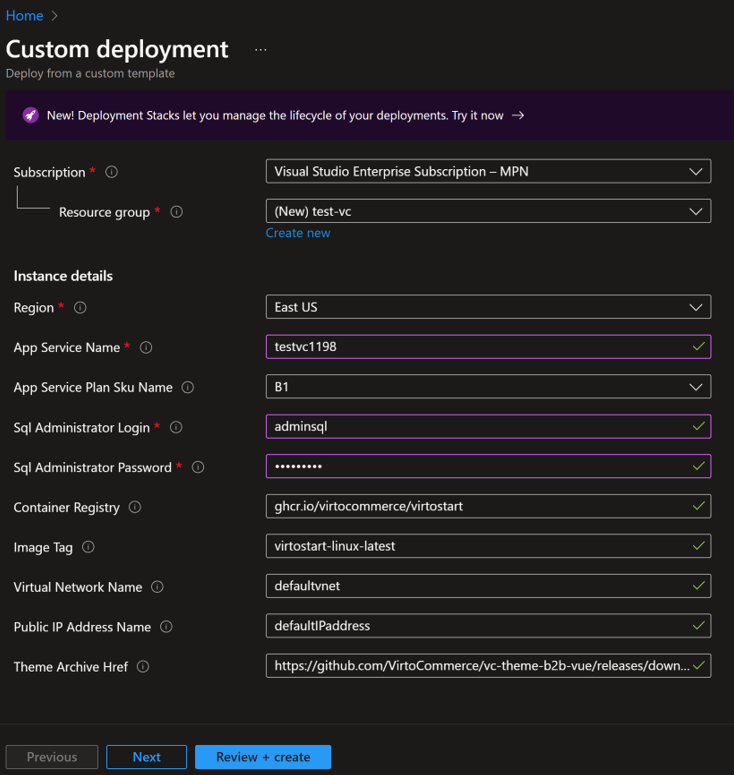 Home >
Custom deployment ...
Deploy from a custom template
New! Deployment Stacks let you manage the lifecycle of your deployments. Try it now →
Subscription * Visual Studio Enterprise Subscription – MPN
Resource group * (New) test-vc
Create new
Instance details
Region * East US
App Service Name * testvc1198
App Service Plan Sku Name B1
Sql Administrator Login * adminsql
Sql Administrator Password * •••••••••
Container Registry ghcr.io/virtocommerce/virtostart
Image Tag virtostart-linux-latest
Virtual Network Name defaultvnet
Public IP Address Name defaultIPaddress
Theme Archive Href https://github.com/VirtoCommerce/vc-theme-b2b-vue/releases/down...
Previous Next Review + create